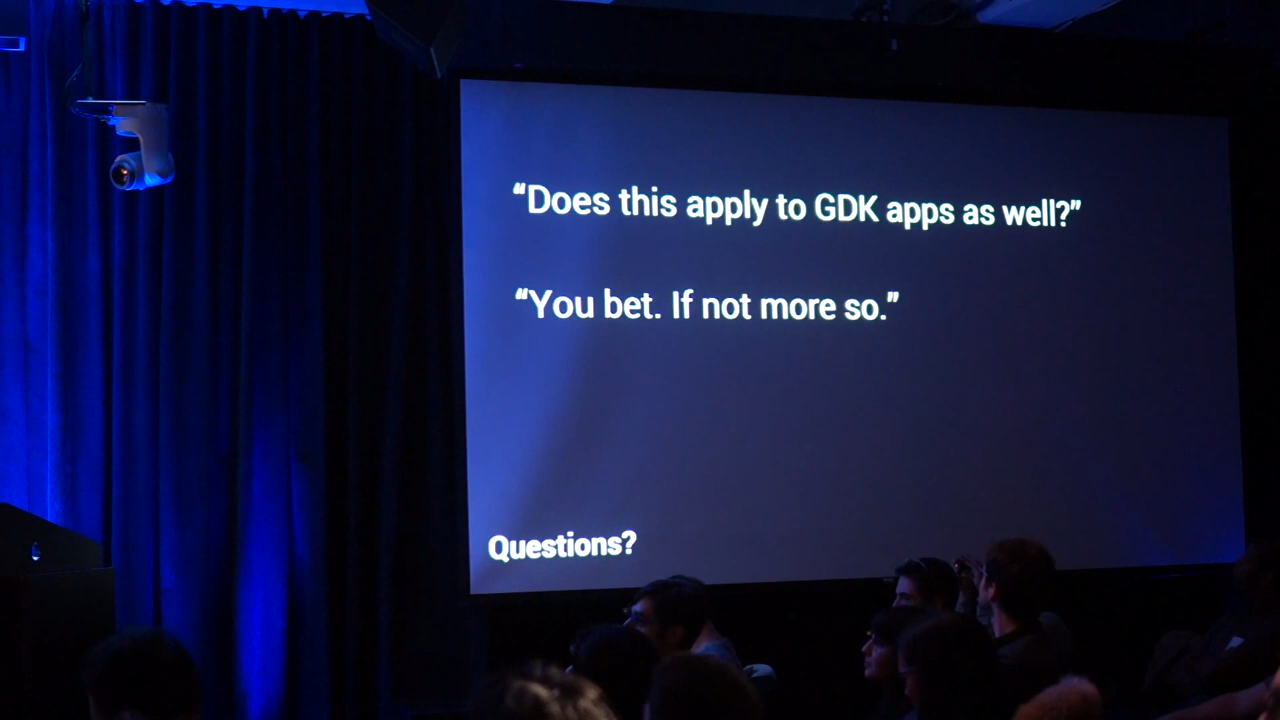 “Does this apply to GDK apps as well?”
“You bet. If not more so.”
Questions?